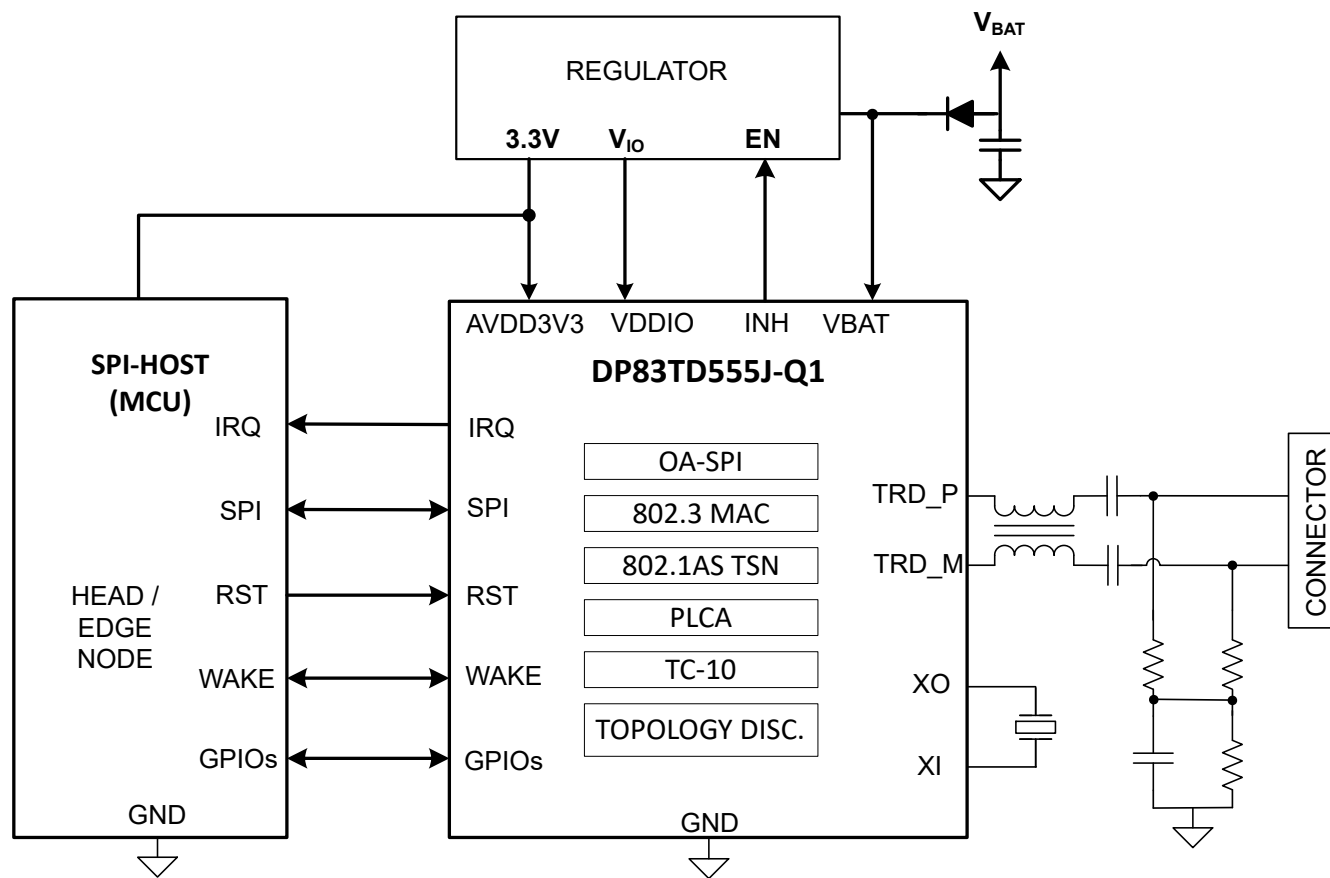 V_BAT
REGULATOR
3.3V V_IO EN
AVDD3V3 VDDIO INH VBAT
SPI-HOST
(MCU)
DP83TD555J-Q1
IRQ
SPI
RST
WAKE
GPIOs
HEAD /
EDGE
NODE
GND
IRQ
SPI
RST
WAKE
GPIOs
OA-SPI
802.3 MAC
802.1AS TSN
PLCA
TC-10
TOPOLOGY DISC.
TRD_P
TRD_M
XO
XI
GND
CONNECTOR